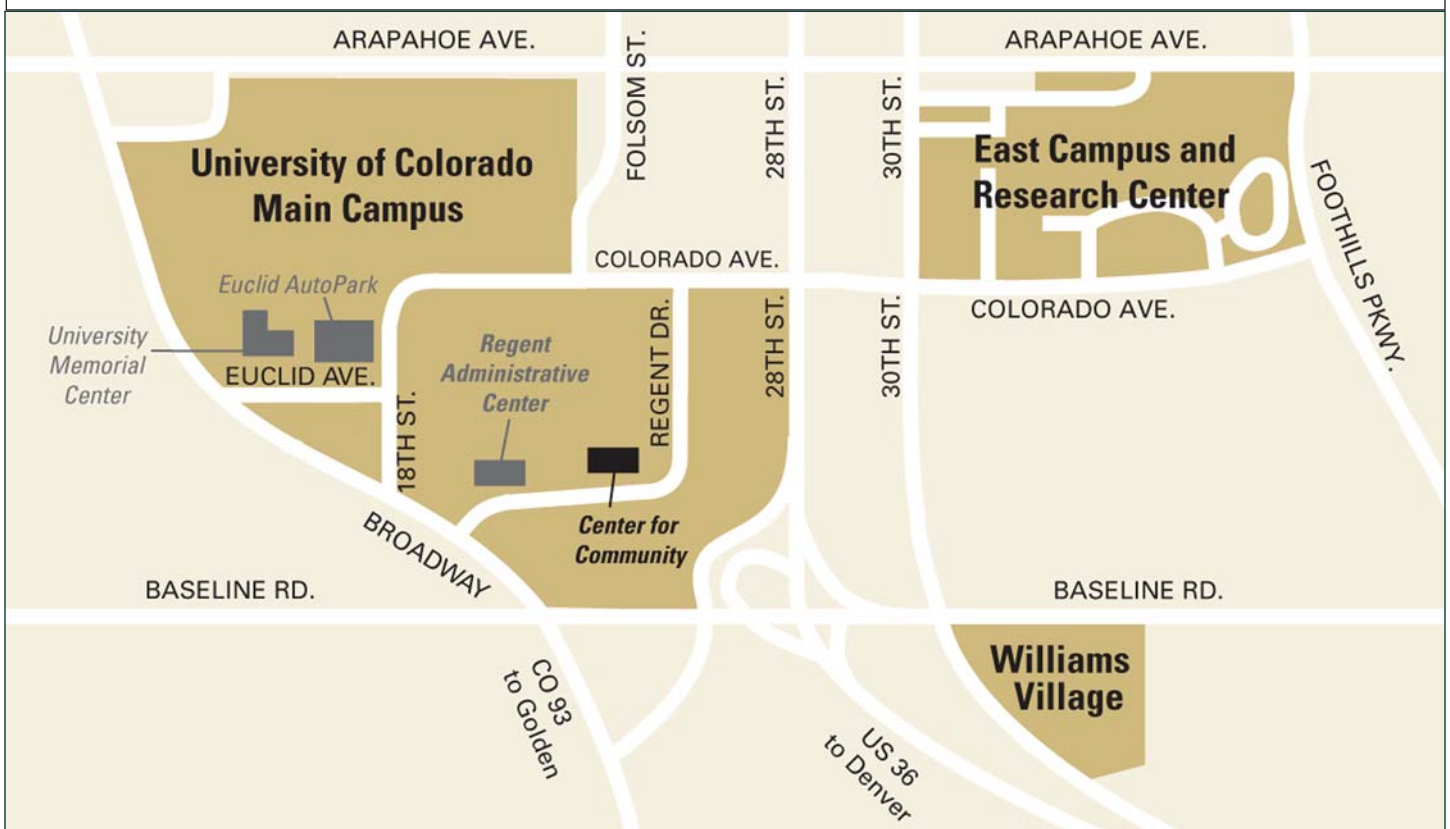 ARAPAHOE AVE.
ARAPAHOE AVE.
FOLSOM ST.
28TH ST.
30TH ST.
University of Colorado
Main Campus
East Campus and
Research Center
FOOTHILLS PKWY.
COLORADO AVE.
COLORADO AVE.
Euclid AutoPark
University
Memorial
Center
EUCLID AVE.
18TH ST.
Regent
Administrative
Center
REGENT DR.
28TH ST.
30TH ST.
Center for
Community
BROADWAY
BASELINE RD.
BASELINE RD.
Williams
Village
CO 93
to Golden
US 36
to Denver